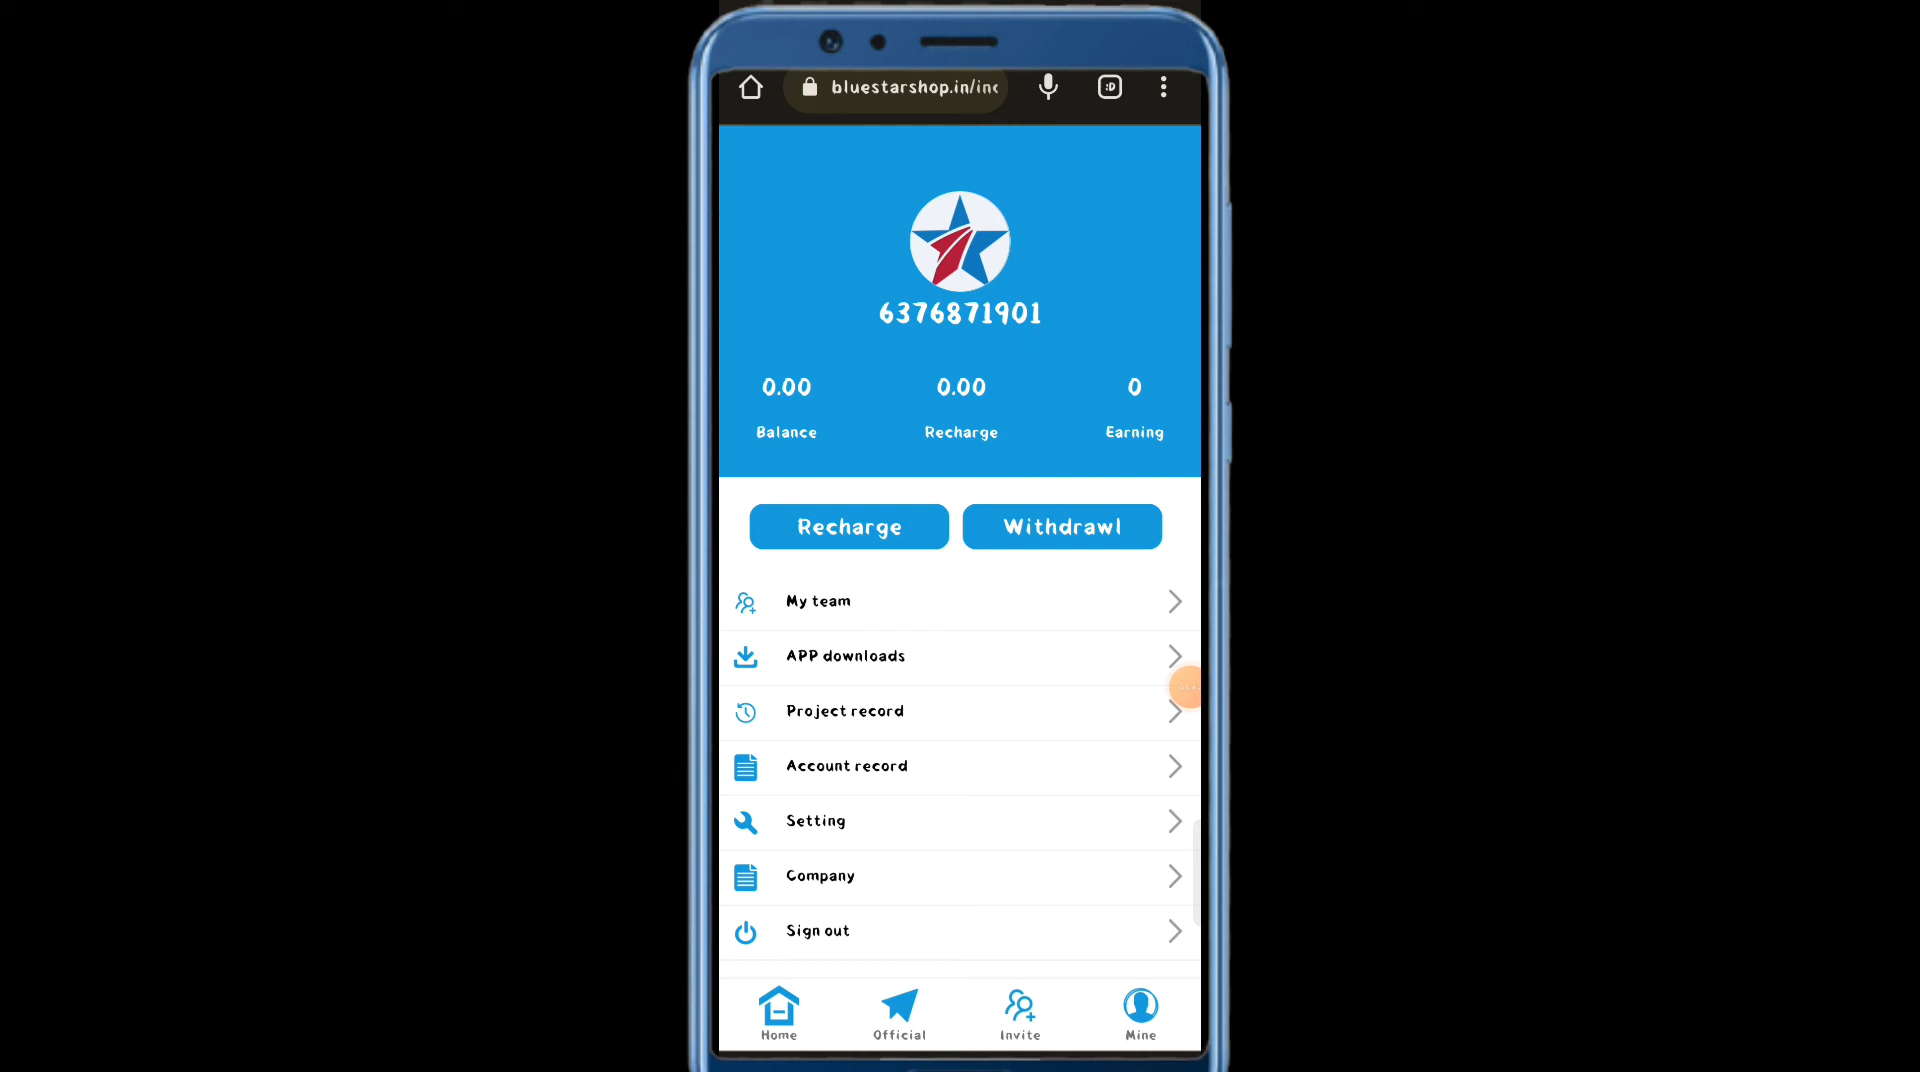 bluestarshop.in/in
:D
6376871901
0.00 0.00 0
Balance Recharge Earning
Recharge Withdrawl
My team
APP downloads
Project record
Account record
Setting
Company
Sign out
Home Official Invite Mine